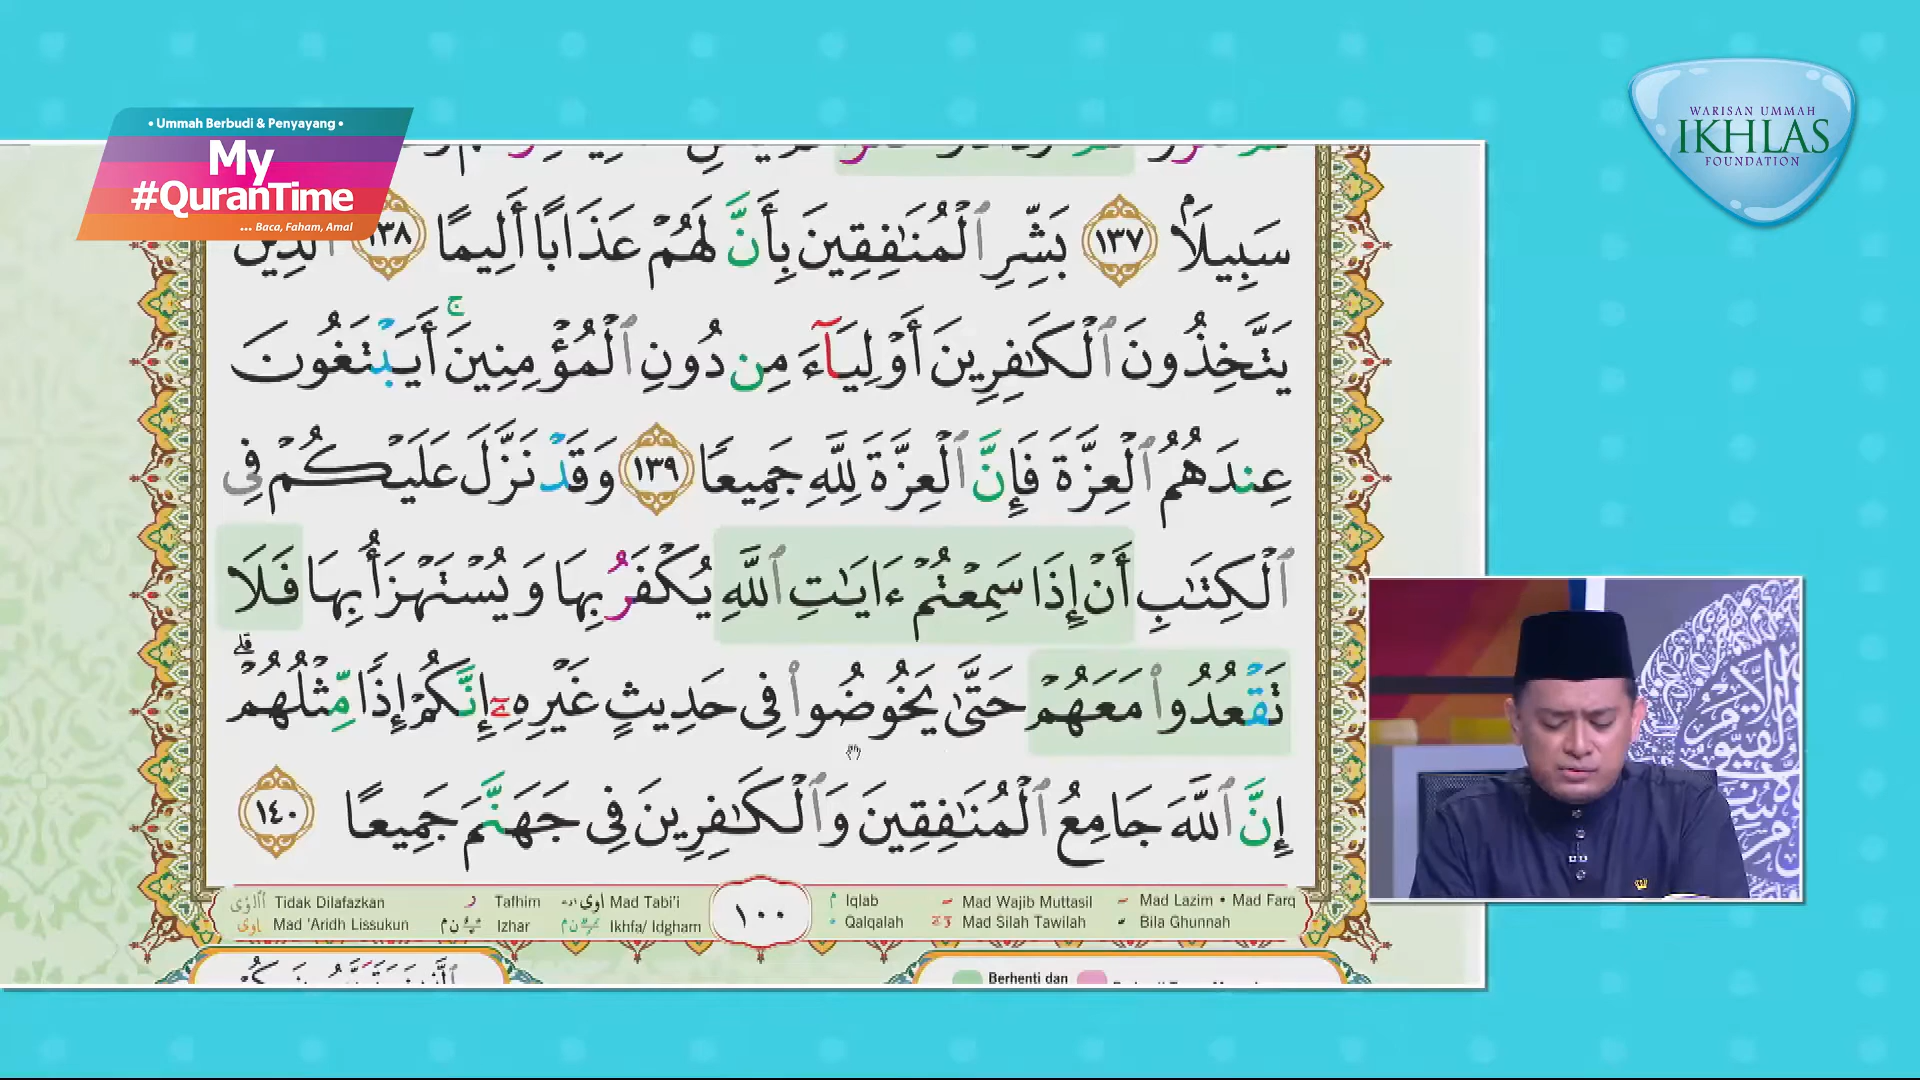 • Ummah Berbudi & Penyayang •
My
#QuranTime
... Baca, Faham, Amal
WARISAN UMMAH
IKHLAS
FOUNDATION
سَبِيلًۢا ١٣٧ بَشِّرِ ٱلْمُنَٰفِقِينَ بِأَنَّ لَهُمْ عَذَابًا أَلِيمًا ١٣٨ ٱلَّذِينَ
يَتَّخِذُونَ ٱلْكَٰفِرِينَ أَوْلِيَآءَ مِن دُونِ ٱلْمُؤْمِنِينَ ۚ أَيَبْتَغُونَ
عِندَهُمُ ٱلْعِزَّةَ فَإِنَّ ٱلْعِزَّةَ لِلَّهِ جَمِيعًا ١٣٩ وَقَدْ نَزَّلَ عَلَيْكُمْ فِى
ٱلْكِتَٰبِ أَنْ إِذَا سَمِعْتُمْ ءَايَٰتِ ٱللَّهِ يُكْفَرُ بِهَا وَيُسْتَهْزَأُ بِهَا فَلَا
تَقْعُدُوا۟ مَعَهُمْ حَتَّىٰ يَخُوضُوا۟ فِى حَدِيثٍ غَيْرِهِۦٓ إِنَّكُمْ إِذًا مِّثْلُهُمْ ۗ
إِنَّ ٱللَّهَ جَامِعُ ٱلْمُنَٰفِقِينَ وَٱلْكَٰفِرِينَ فِى جَهَنَّمَ جَمِيعًا ١٤٠
Tidak Dilafazkan Tafhim Mad Tabi'i ١٠٠ Iqlab Mad Wajib Muttasil Mad Lazim • Mad Farq
Mad 'Aridh Lissukun Izhar Ikhfa/ Idgham Qalqalah Mad Silah Tawilah Bila Ghunnah
Berhenti dan